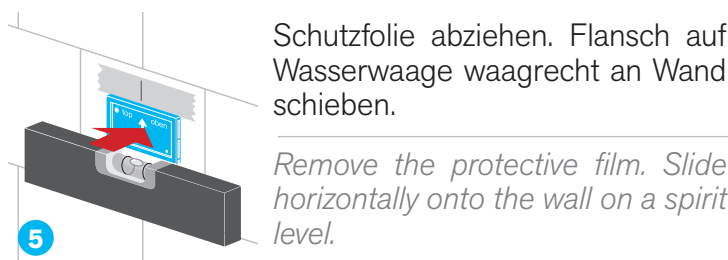 Schutzfolie abziehen. Flansch auf
Wasserwaage waagrecht an Wand
schieben.
Remove the protective film. Slide
horizontally onto the wall on a spirit
level.
top oben
5